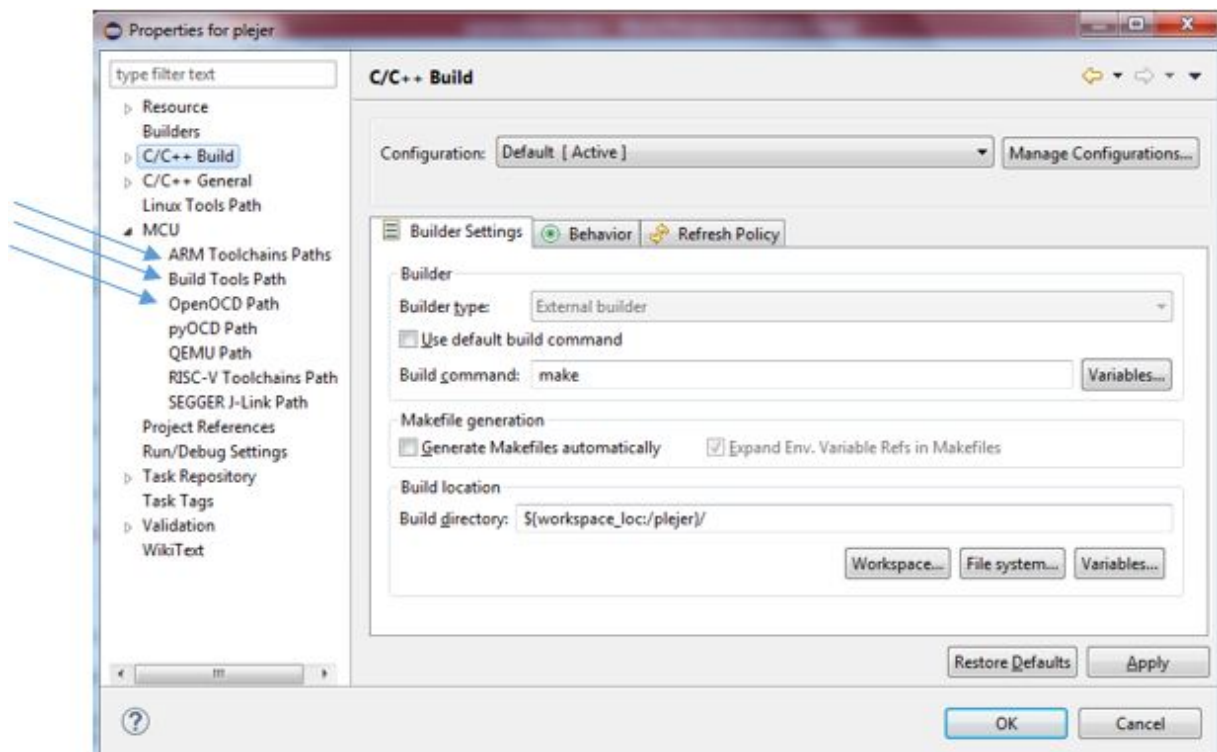 Properties for plejer
type filter text
Resource
Builders
C/C++ Build
C/C++ General
Linux Tools Path
MCU
ARM Toolchains Paths
Build Tools Path
OpenOCD Path
pyOCD Path
QEMU Path
RISC-V Toolchains Path
SEGGER J-Link Path
Project References
Run/Debug Settings
Task Repository
Task Tags
Validation
WikiText
C/C++ Build
Configuration: Default [ Active ] Manage Configurations...
Builder Settings Behavior Refresh Policy
Builder
Builder type: External builder
Use default build command
Build command: make Variables...
Makefile generation
Generate Makefiles automatically Expand Env. Variable Refs in Makefiles
Build location
Build directory: ${workspace_loc:/plejer}/
Workspace... File system... Variables...
Restore Defaults Apply
OK Cancel